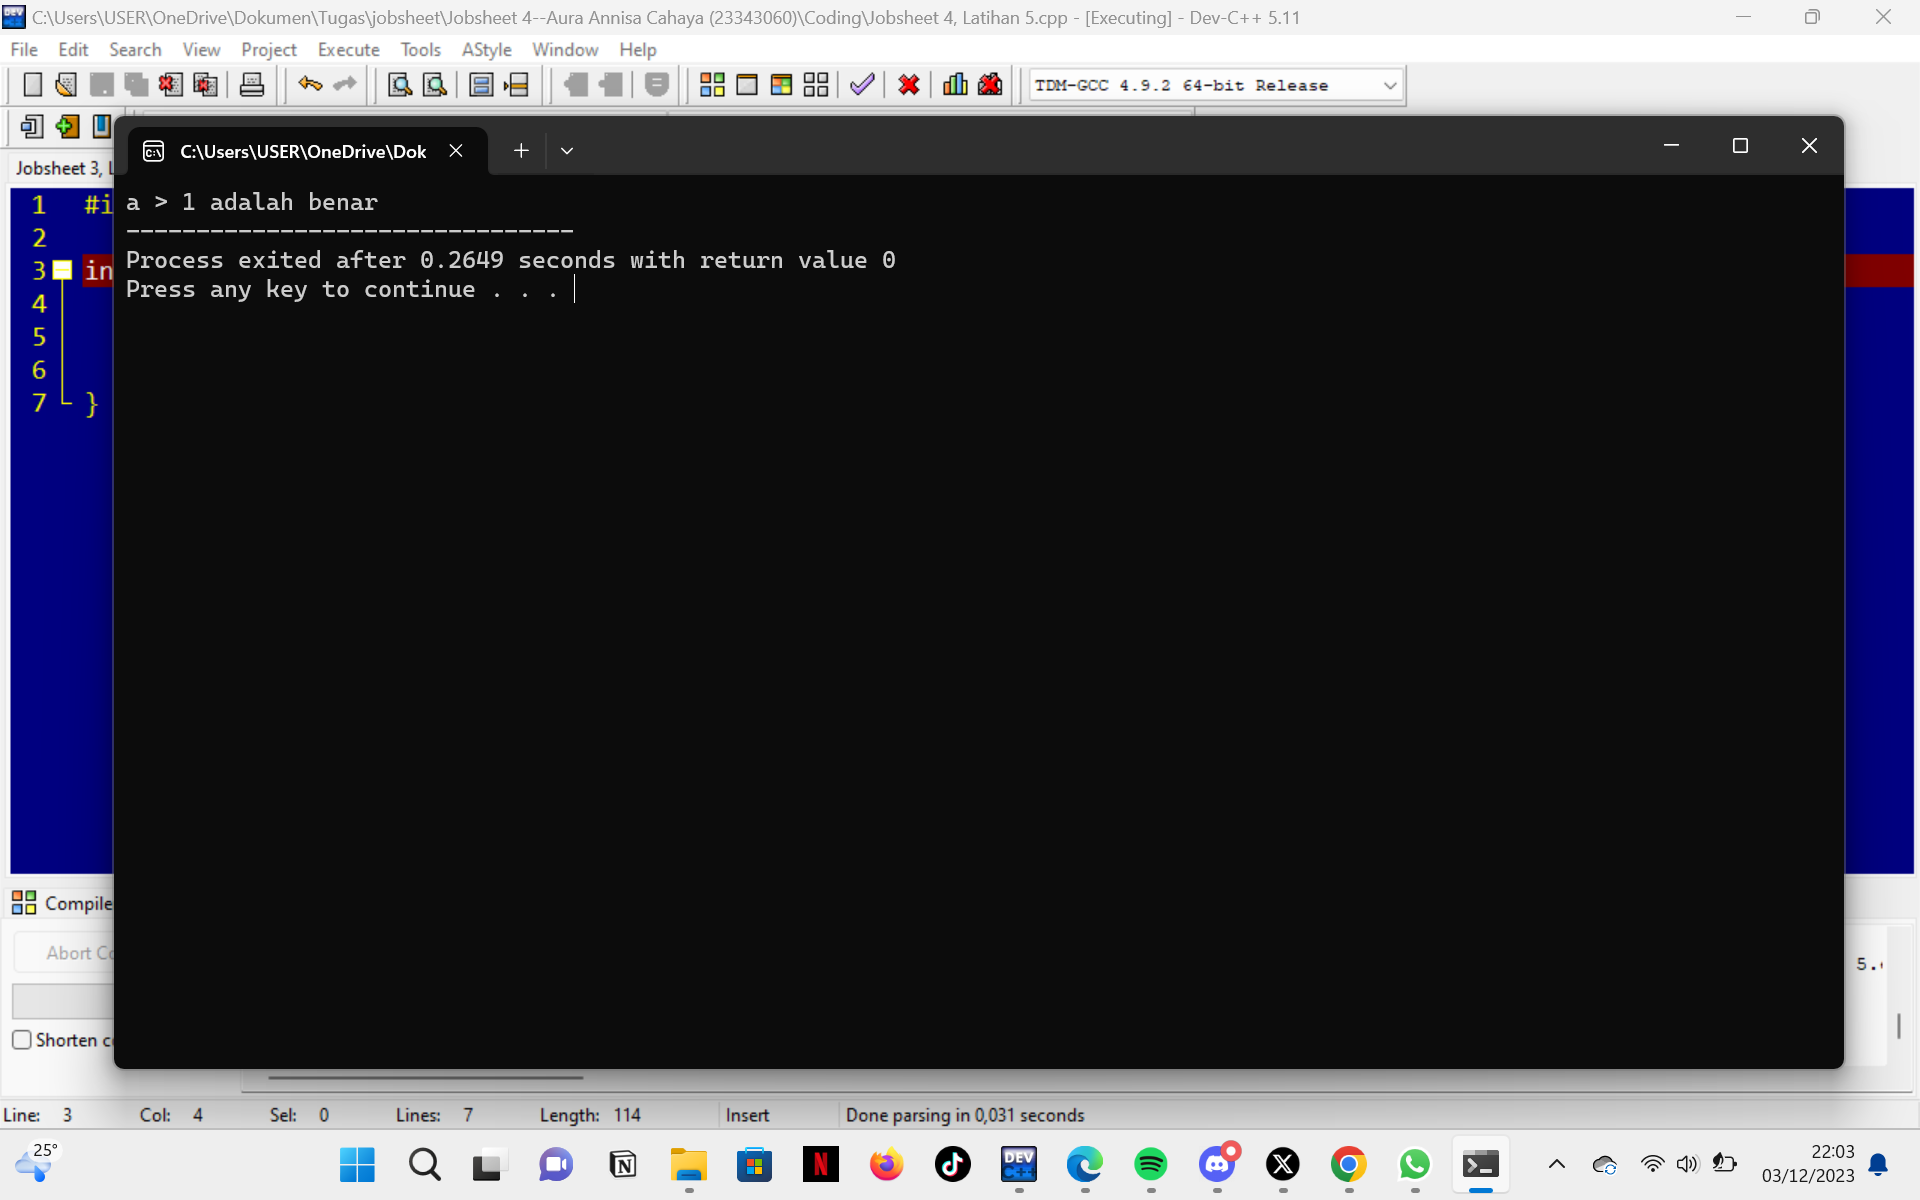 C:\Users\USER\OneDrive\Dokumen\Tugas\jobsheet\Jobsheet 4--Aura Annisa Cahaya (23343060)\Coding\Jobsheet 4, Latihan 5.cpp - [Executing] - Dev-C++ 5.11
File Edit Search View Project Execute Tools AStyle Window Help
TDM-GCC 4.9.2 64-bit Release
C:\Users\USER\OneDrive\Dok
Jobsheet 3, L
1 #i
2
3 in
4
5
6
7 }
a > 1 adalah benar
--------------------------------
Process exited after 0.2649 seconds with return value 0
Press any key to continue . . .
Compile
Abort Co
5.
Shorten c
Line: 3 Col: 4 Sel: 0 Lines: 7 Length: 114 Insert Done parsing in 0,031 seconds
25°
DEV C++
22:03
03/12/2023